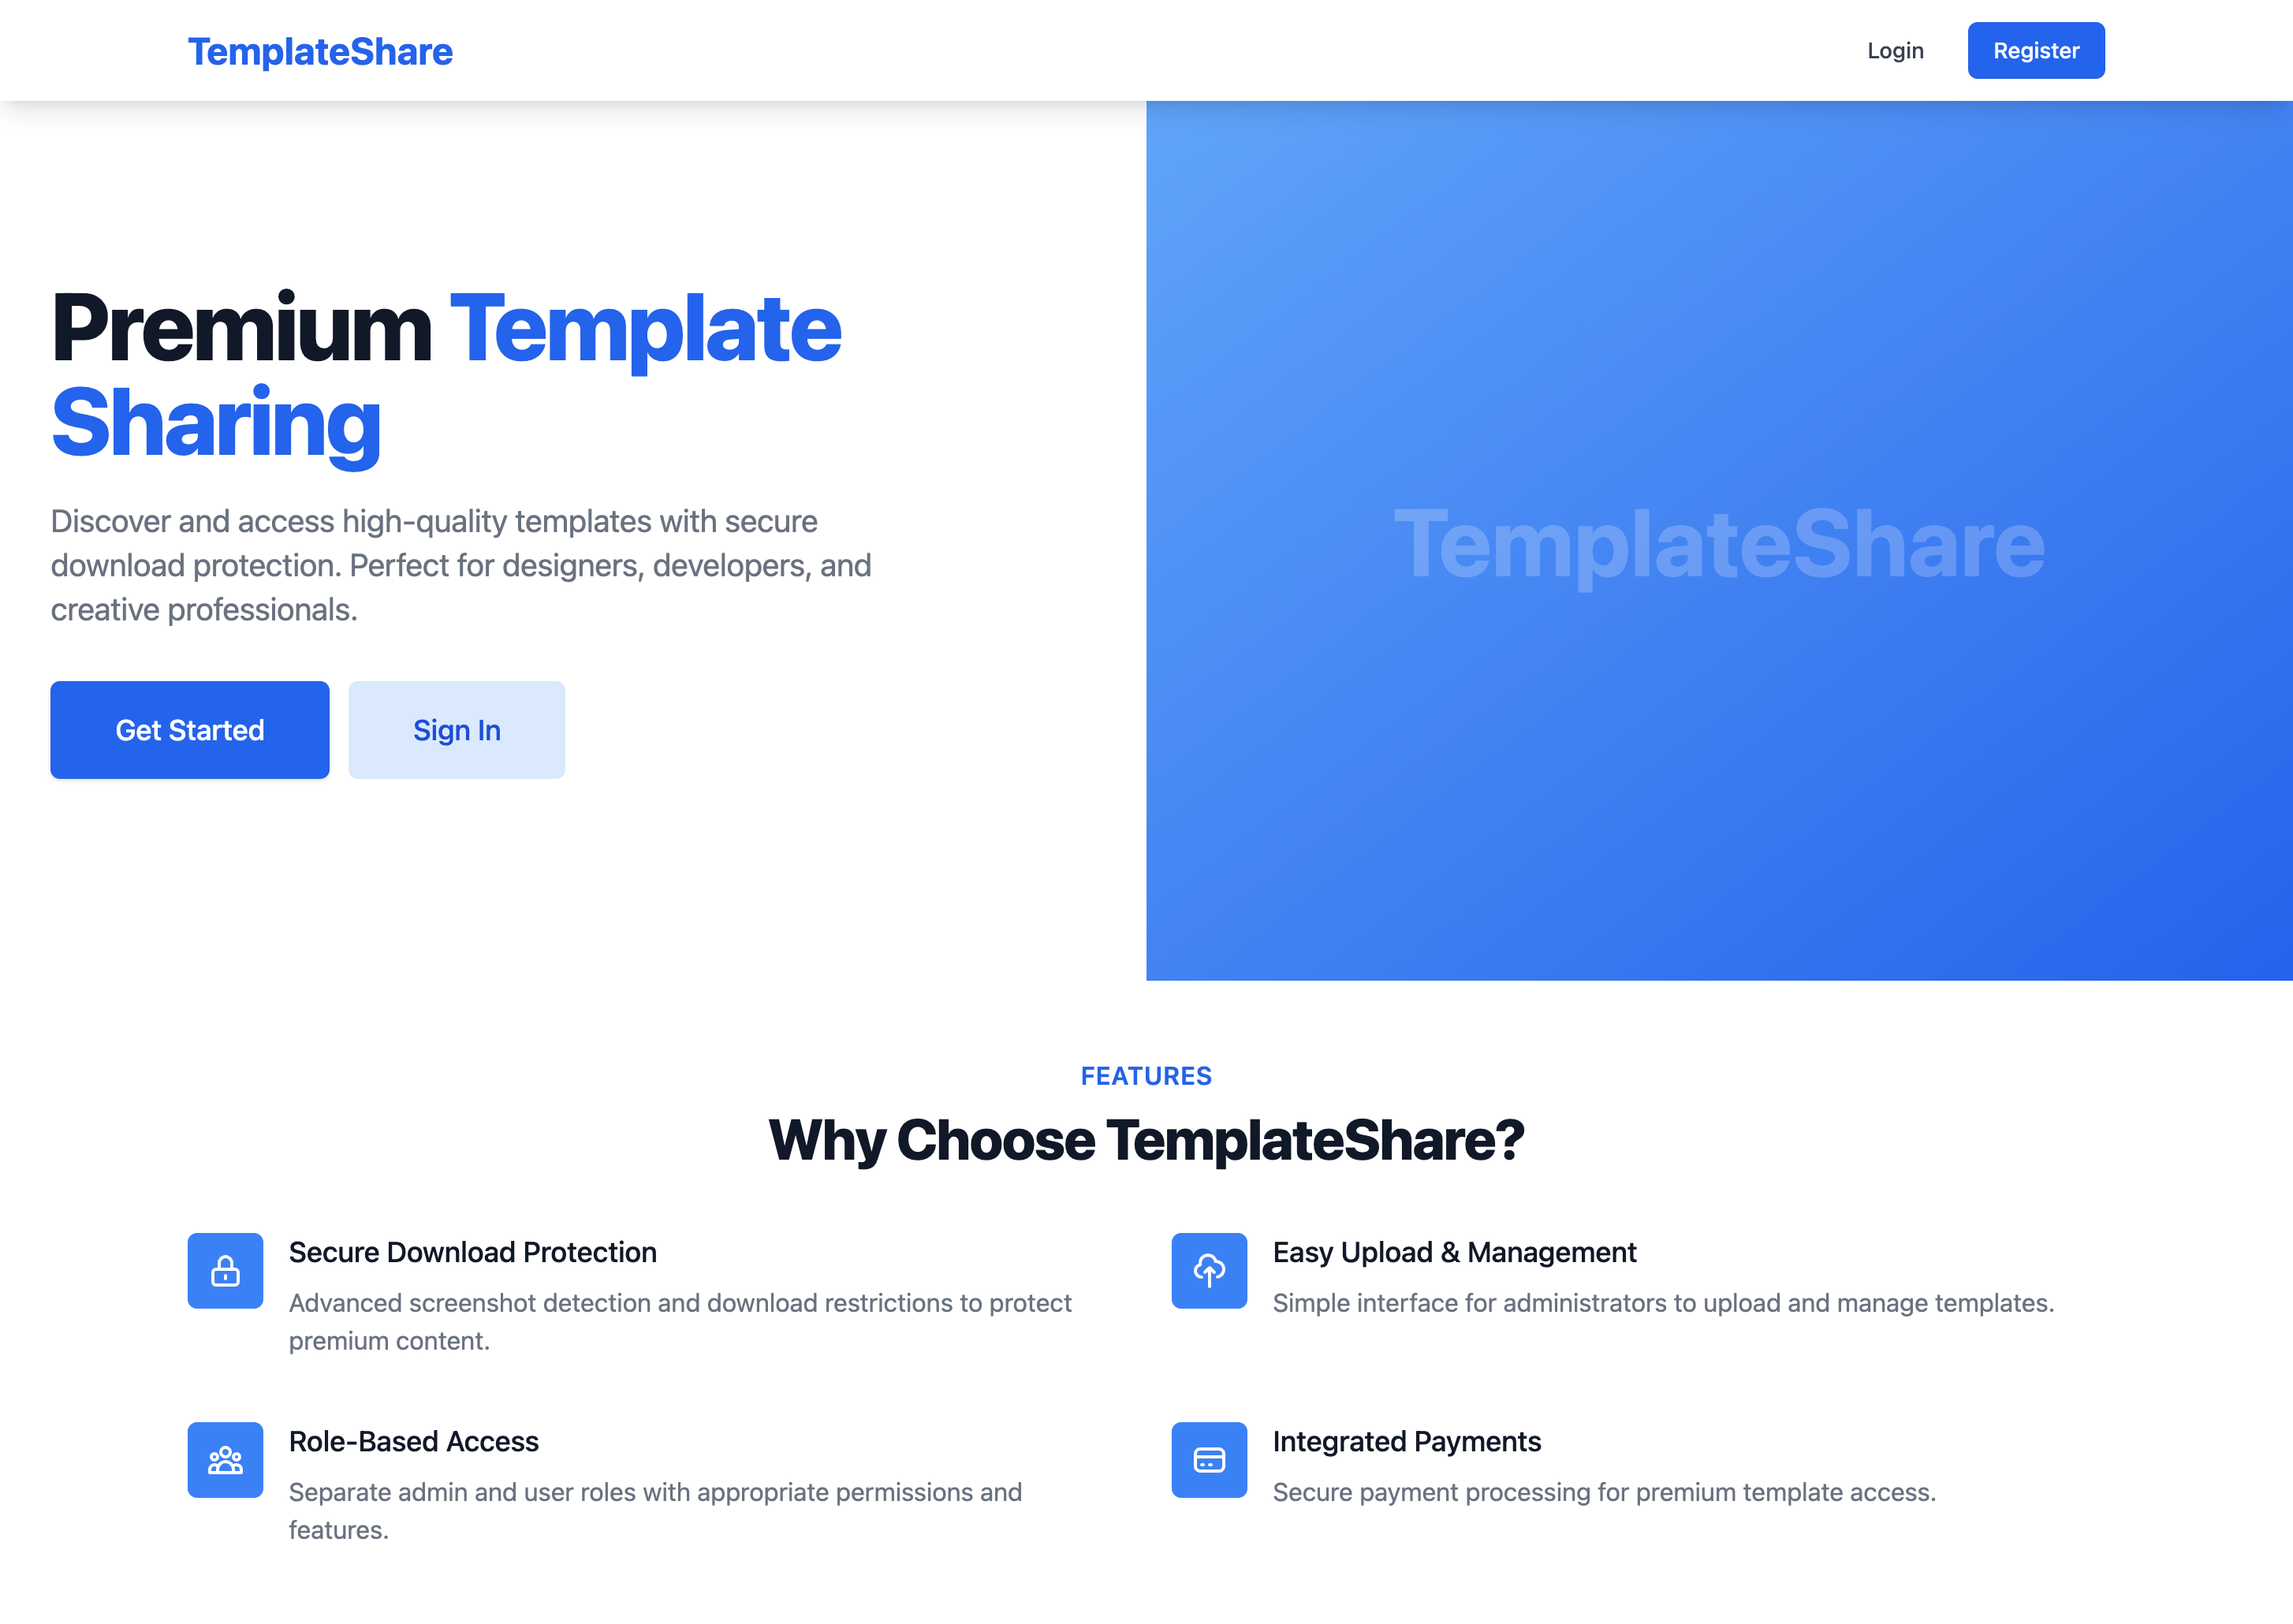 TemplateShare
Login
Register
Premium Template
Sharing
Discover and access high-quality templates with secure
download protection. Perfect for designers, developers, and
creative professionals.
Get Started
Sign In
TemplateShare
FEATURES
Why Choose TemplateShare?
Secure Download Protection
Advanced screenshot detection and download restrictions to protect
premium content.
Easy Upload & Management
Simple interface for administrators to upload and manage templates.
Role-Based Access
Separate admin and user roles with appropriate permissions and
features.
Integrated Payments
Secure payment processing for premium template access.